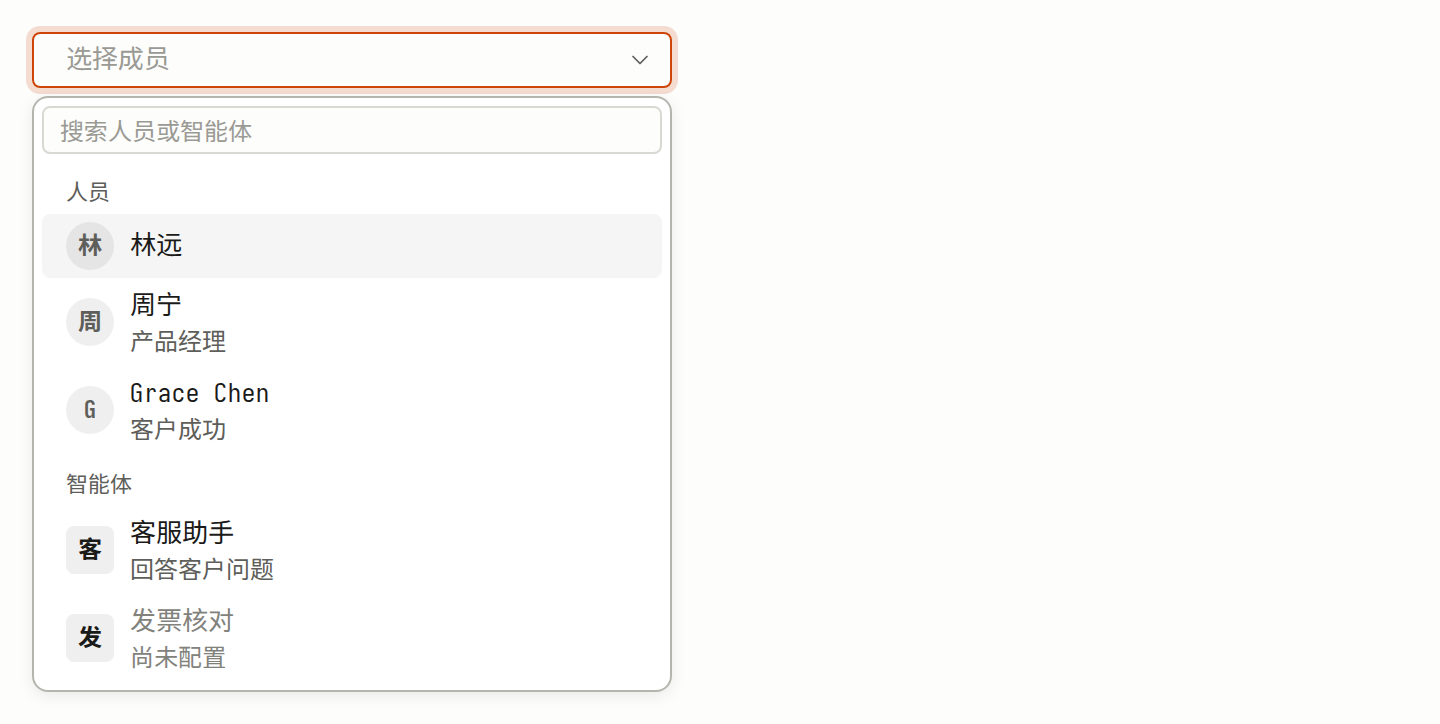 选择成员
搜索人员或智能体
人员
林 林远
周 周宁
产品经理
G Grace Chen
客户成功
智能体
客 客服助手
回答客户问题
发 发票核对
尚未配置